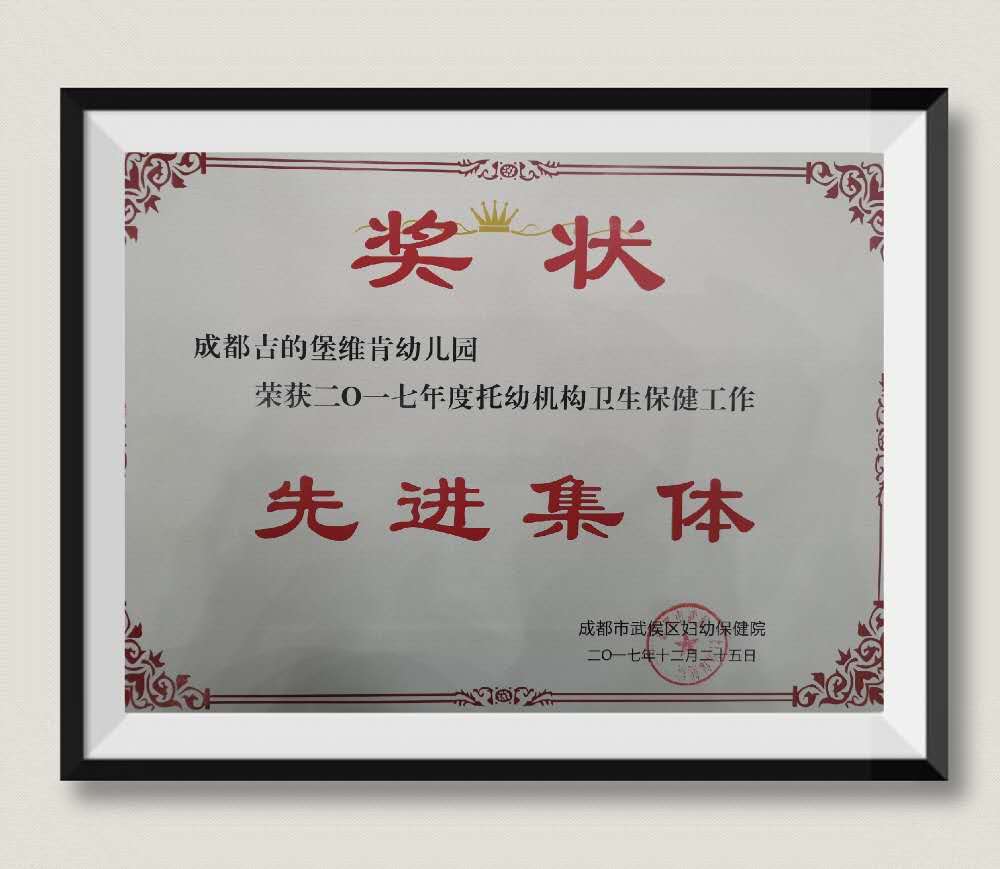 奖状
成都吉的堡维肯幼儿园
荣获二O一七年度托幼机构卫生保健工作
先进集体
成都市武侯区妇幼保健院
二O一七年十二月二十五日